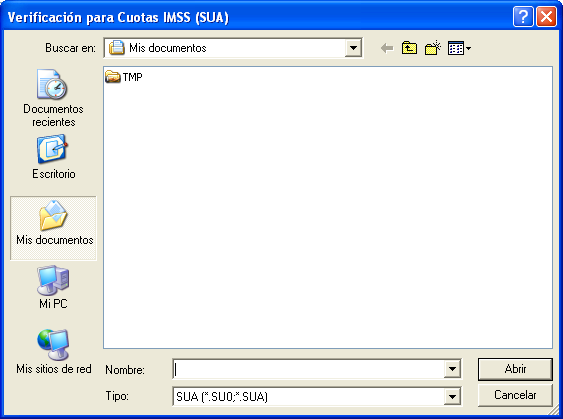 Verificación para Cuotas IMSS (SUA)
Buscar en: Mis documentos
TMP
Documentos
recientes
Escritorio
Mis documentos
Mi PC
Mis sitios de red
Nombre:
Abrir
Tipo: SUA (*.SU0;*.SUA)
Cancelar